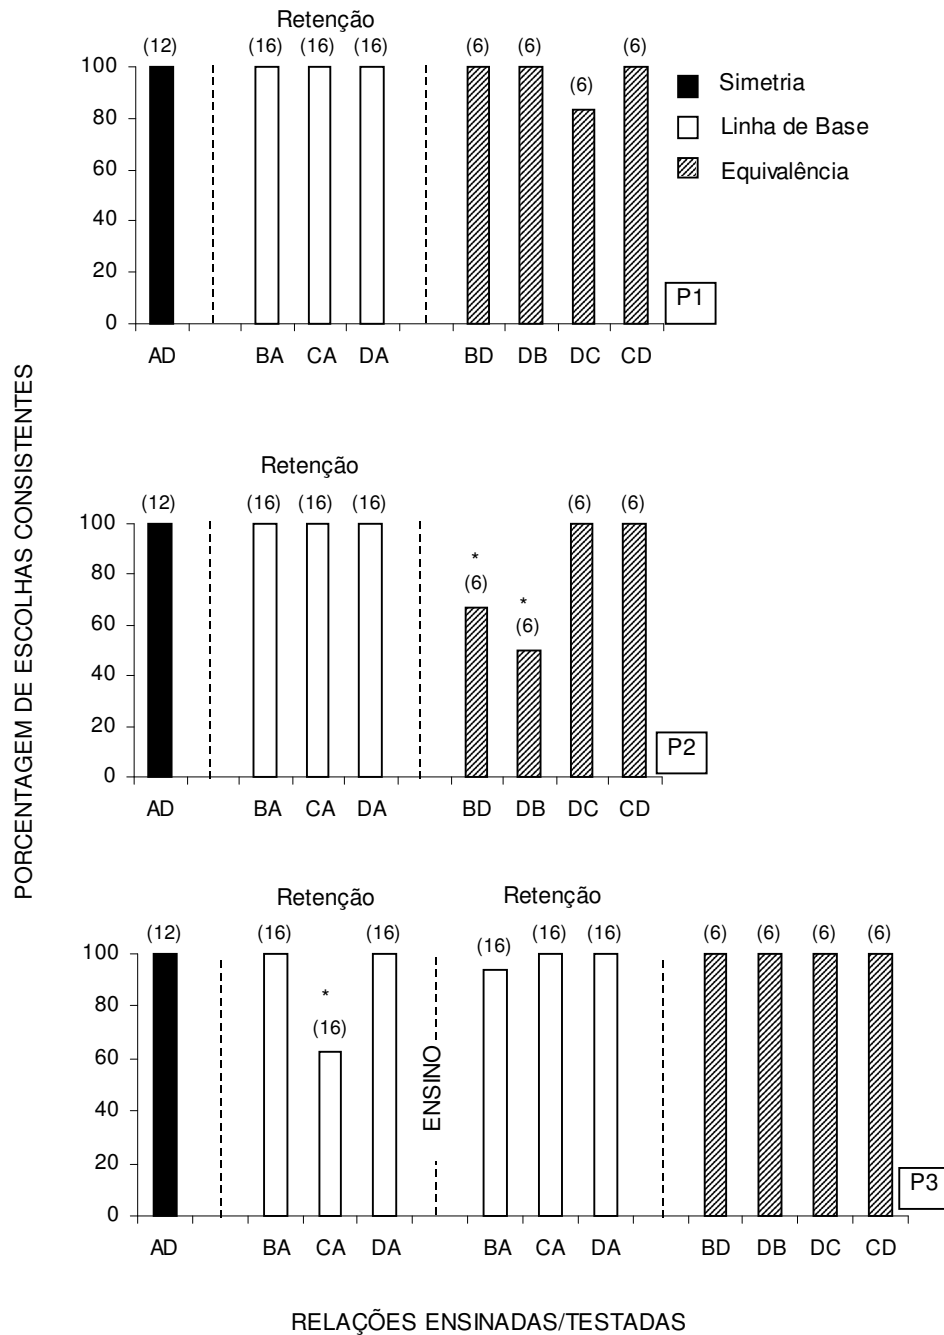 Retenção
(12) (16) (16) (16) (6) (6) (6) (6)
100
80
60
40
20
0
Simetria
Linha de Base
Equivalência
P1
AD BA CA DA BD DB DC CD
PORCENTAGEM DE ESCOLHAS CONSISTENTES
Retenção
(12) (16) (16) (16) (6) (6)
* (6)
* (6)
100
80
60
40
20
0
P2
AD BA CA DA BD DB DC CD
Retenção Retenção
(12) (16) (16) (16) (16) (16) (6) (6) (6) (6)
* (16)
100
80
60
40
20
0
ENSINO
P3
AD BA CA DA BA CA DA BD DB DC CD
RELAÇÕES ENSINADAS/TESTADAS